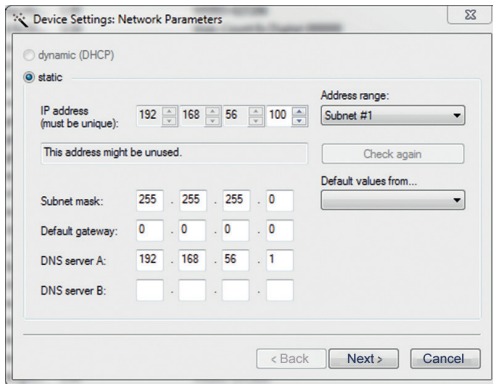 Device Settings: Network Parameters
dynamic (DHCP)
static
Address range:
IP address
(must be unique):
192 168 56 100
Subnet #1
This address might be unused.
Check again
Default values from...
Subnet mask: 255 . 255 . 255 . 0
Default gateway: 0 . 0 . 0 . 0
DNS server A: 192 . 168 . 56 . 1
DNS server B: . . .
< Back Next > Cancel